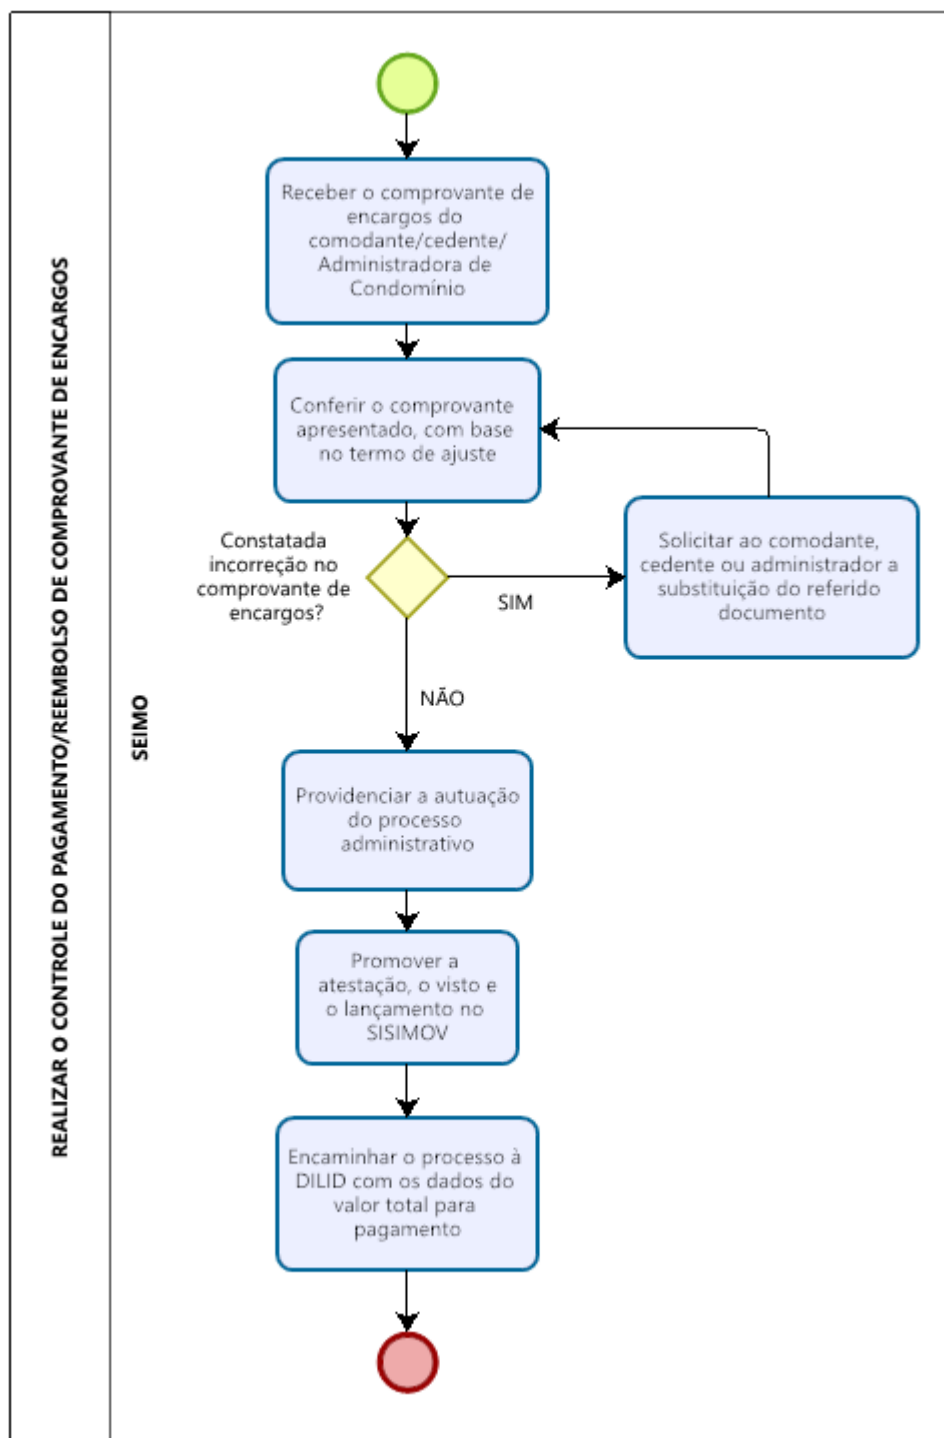 REALIZAR O CONTROLE DO PAGAMENTO/REEMBOLSO DE COMPROVANTE DE ENCARGOS
SEIMO
Receber o comprovante de
encargos do
comodante/cedente/
Administradora de
Condomínio
Conferir o comprovante
apresentado, com base
no termo de ajuste
Constatada
incorreção no
comprovante de
encargos?
SIM
Solicitar ao comodante,
cedente ou administrador a
substituição do referido
documento
NÃO
Providenciar a autuação
do processo
administrativo
Promover a
atestação, o visto e
o lançamento no
SISIMOV
Encaminhar o processo à
DILID com os dados do
valor total para
pagamento